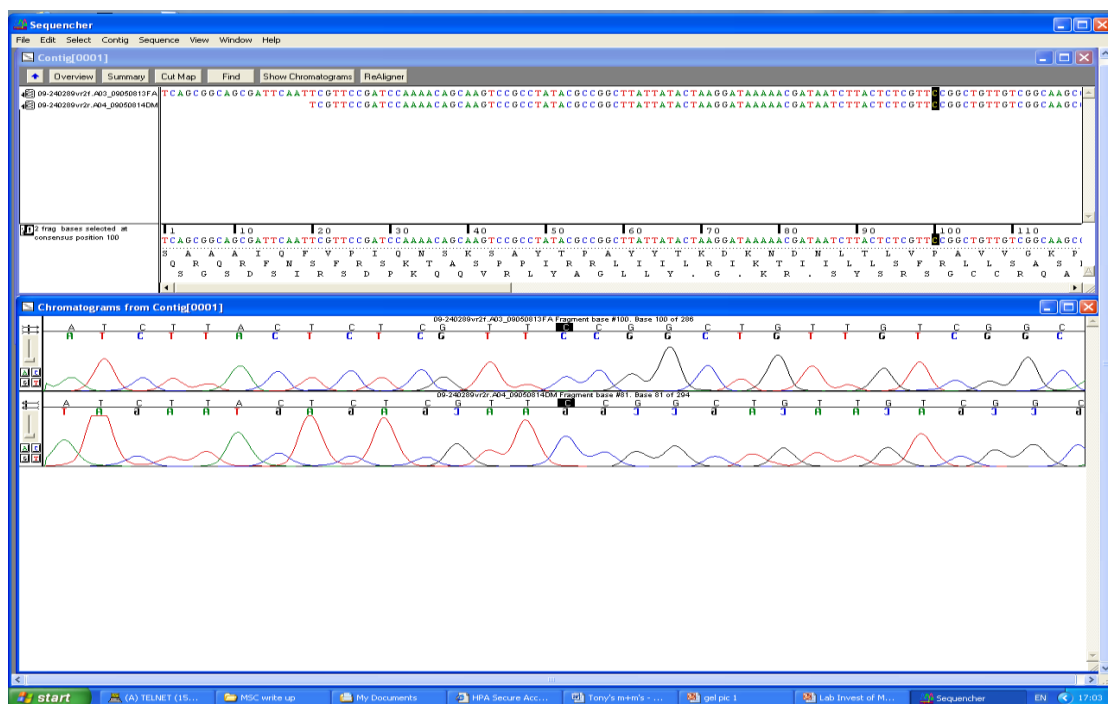 Sequencher
File Edit Select Contig Sequence View Window Help
Contig[0001]
Overview Summary Cut Map Find Show Chromatograms ReAligner
09-240289vr2f.A03_09050813FA TCAGCGGCAGCGATTCAATTCGTTCCGATCCAAAACAGCAAGTCCGCCTATACGCCGGCTTATTATACTAAGGATAAAAACGATAATCTTACTCTCGTTCCGGCTGTTGTCGGCAAGC
09-240289vr2r.A04_09050814DM TCGTTCCGATCCAAAACAGCAAGTCCGCCTATACGCCGGCTTATTATACTAAGGATAAAAACGATAATCTTACTCTCGTTCCGGCTGTTGTCGGCAAGC
2 frag bases selected at
consensus position 100
1 10 20 30 40 50 60 70 80 90 100 110
TCAGCGGCAGCGATTCAATTCGTTCCGATCCAAAACAGCAAGTCCGCCTATACGCCGGCTTATTATACTAAGGATAAAAACGATAATCTTACTCTCGTTCCGGCTGTTGTCGGCAAGC
S A A A I Q F V P I Q N S K S A Y T P A Y Y T K D K N D N L T L V P A V V G K P
Q R Q R F N S F R S K T A S P P I R R L I I L R I K T I I L L S F R L L S A S
S G S D S I R S D P K Q Q V R L Y A G L L Y . G . K R . S Y S R S G C C R Q A
Chromatograms from Contig[0001]
09-240289vr2f.A03_09050813FA Fragment base #100. Base 100 of 286
A T C T T A C T C T C G T T C C G G C T G T T G T C G G C
A T C T T A C T C T C G T T C C G G C T G T T G T C G G C
A C
G T
09-240289vr2r.A04_09050814DM Fragment base #81. Base 81 of 294
A T C T T A C T C T C G T T C C G G C T G T T G T C G G C
A C
G T
start (A) TELNET (15... MSC write up My Documents HPA Secure Acc... Tony's m+m's - ... gel pic 1 Lab Invest of M... Sequencher EN 17:03